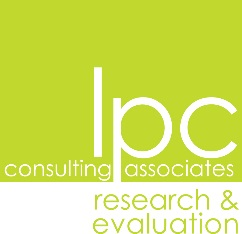 lpc
consulting associates
research &
evaluation